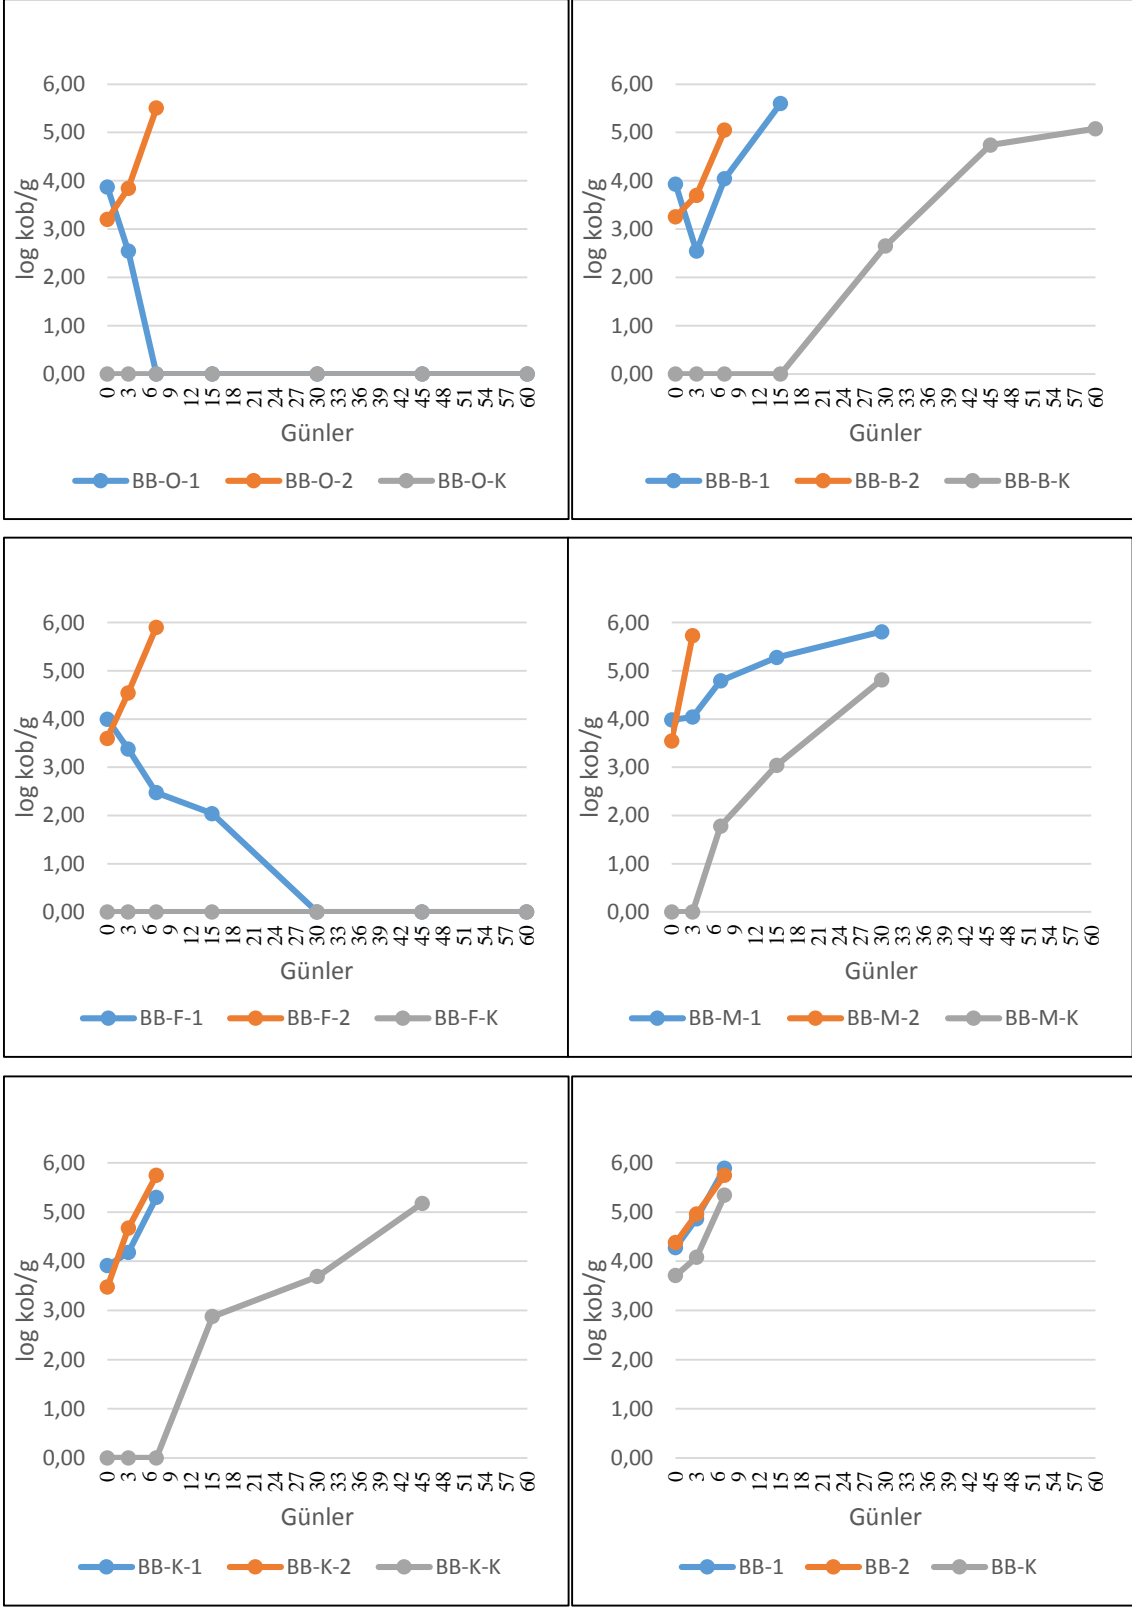 6,00
5,00
4,00
3,00
2,00
1,00
0,00
log kob/g
0 3 6 9 12 15 18 21 24 27 30 33 36 39 42 45 48 51 54 57 60
Günler
BB-O-1 BB-O-2 BB-O-K
6,00
5,00
4,00
3,00
2,00
1,00
0,00
log kob/g
0 3 6 9 12 15 18 21 24 27 30 33 36 39 42 45 48 51 54 57 60
Günler
BB-B-1 BB-B-2 BB-B-K
6,00
5,00
4,00
3,00
2,00
1,00
0,00
log kob/g
0 3 6 9 12 15 18 21 24 27 30 33 36 39 42 45 48 51 54 57 60
Günler
BB-F-1 BB-F-2 BB-F-K
6,00
5,00
4,00
3,00
2,00
1,00
0,00
log kob/g
0 3 6 9 12 15 18 21 24 27 30 33 36 39 42 45 48 51 54 57 60
Günler
BB-M-1 BB-M-2 BB-M-K
6,00
5,00
4,00
3,00
2,00
1,00
0,00
log kob/g
0 3 6 9 12 15 18 21 24 27 30 33 36 39 42 45 48 51 54 57 60
Günler
BB-K-1 BB-K-2 BB-K-K
6,00
5,00
4,00
3,00
2,00
1,00
0,00
log kob/g
0 3 6 9 12 15 18 21 24 27 30 33 36 39 42 45 48 51 54 57 60
Günler
BB-1 BB-2 BB-K